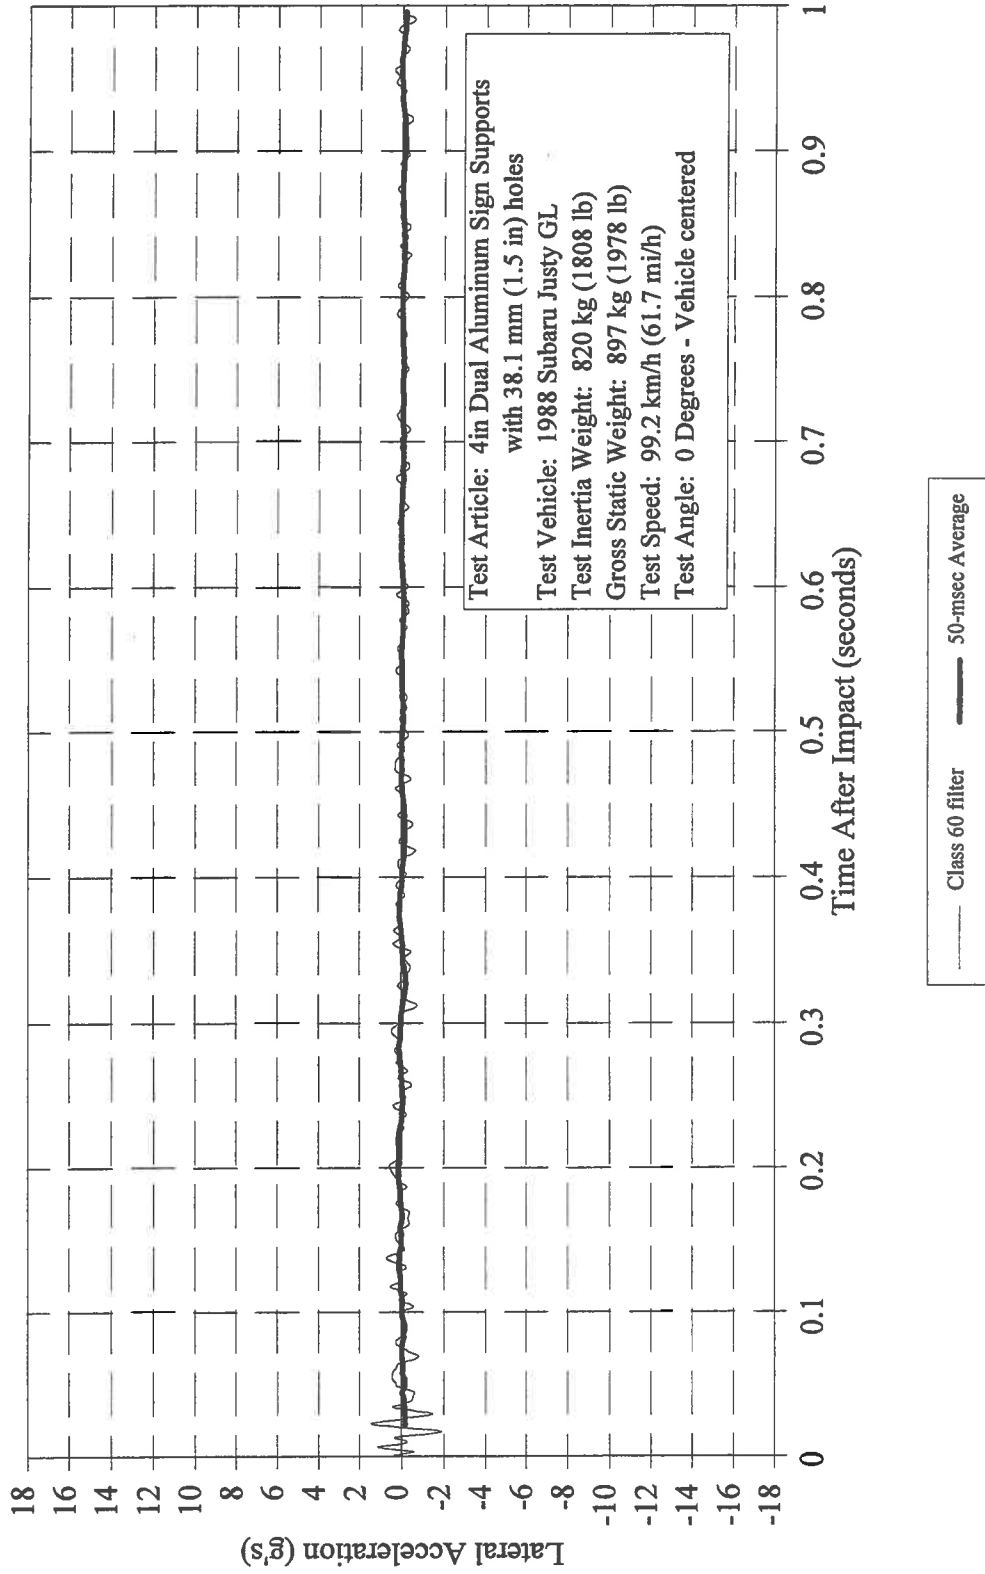 18
16
14
12
10
8
6
4
2
0
-2
-4
-6
-8
-10
-12
-14
-16
-18
Lateral Acceleration (g's)
0
0.1
0.2
0.3
0.4
0.5
0.6
0.7
0.8
0.9
1
Time After Impact (seconds)
Test Article: 4in Dual Aluminum Sign Supports
with 38.1 mm (1.5 in) holes
Test Vehicle: 1988 Subaru Justy GL
Test Inertia Weight: 820 kg (1808 lb)
Gross Static Weight: 897 kg (1978 lb)
Test Speed: 99.2 km/h (61.7 mi/h)
Test Angle: 0 Degrees - Vehicle centered
Class 60 filter
50-msec Average